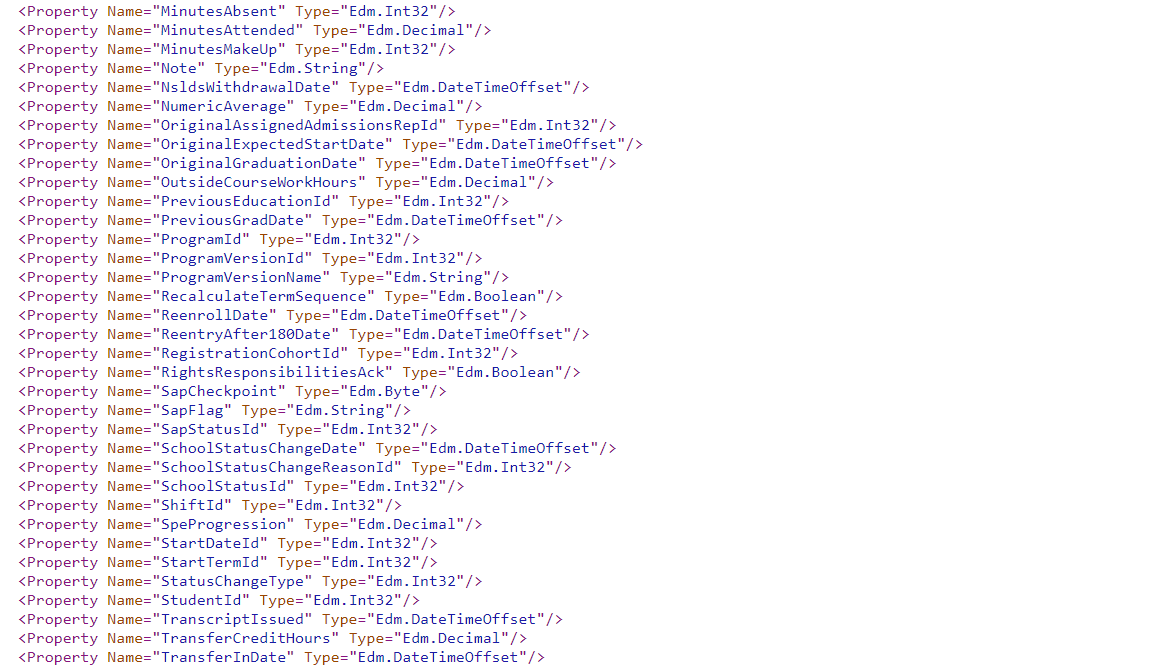 <Property Name="MinutesAbsent" Type="Edm.Int32"/>
<Property Name="MinutesAttended" Type="Edm.Decimal"/>
<Property Name="MinutesMakeUp" Type="Edm.Int32"/>
<Property Name="Note" Type="Edm.String"/>
<Property Name="NsldsWithdrawalDate" Type="Edm.DateTimeOffset"/>
<Property Name="NumericAverage" Type="Edm.Decimal"/>
<Property Name="OriginalAssignedAdmissionsRepId" Type="Edm.Int32"/>
<Property Name="OriginalExpectedStartDate" Type="Edm.DateTimeOffset"/>
<Property Name="OriginalGraduationDate" Type="Edm.DateTimeOffset"/>
<Property Name="OutsideCourseWorkHours" Type="Edm.Decimal"/>
<Property Name="PreviousEducationId" Type="Edm.Int32"/>
<Property Name="PreviousGradDate" Type="Edm.DateTimeOffset"/>
<Property Name="ProgramId" Type="Edm.Int32"/>
<Property Name="ProgramVersionId" Type="Edm.Int32"/>
<Property Name="ProgramVersionName" Type="Edm.String"/>
<Property Name="RecalculateTermSequence" Type="Edm.Boolean"/>
<Property Name="ReenrollDate" Type="Edm.DateTimeOffset"/>
<Property Name="ReentryAfter180Date" Type="Edm.DateTimeOffset"/>
<Property Name="RegistrationCohortId" Type="Edm.Int32"/>
<Property Name="RightsResponsibilitiesAck" Type="Edm.Boolean"/>
<Property Name="SapCheckpoint" Type="Edm.Byte"/>
<Property Name="SapFlag" Type="Edm.String"/>
<Property Name="SapStatusId" Type="Edm.Int32"/>
<Property Name="SchoolStatusChangeDate" Type="Edm.DateTimeOffset"/>
<Property Name="SchoolStatusChangeReasonId" Type="Edm.Int32"/>
<Property Name="SchoolStatusId" Type="Edm.Int32"/>
<Property Name="ShiftId" Type="Edm.Int32"/>
<Property Name="SpeProgression" Type="Edm.Decimal"/>
<Property Name="StartDateId" Type="Edm.Int32"/>
<Property Name="StartTermId" Type="Edm.Int32"/>
<Property Name="StatusChangeType" Type="Edm.Int32"/>
<Property Name="StudentId" Type="Edm.Int32"/>
<Property Name="TranscriptIssued" Type="Edm.DateTimeOffset"/>
<Property Name="TransferCreditHours" Type="Edm.Decimal"/>
<Property Name="TransferInDate" Type="Edm.DateTimeOffset"/>